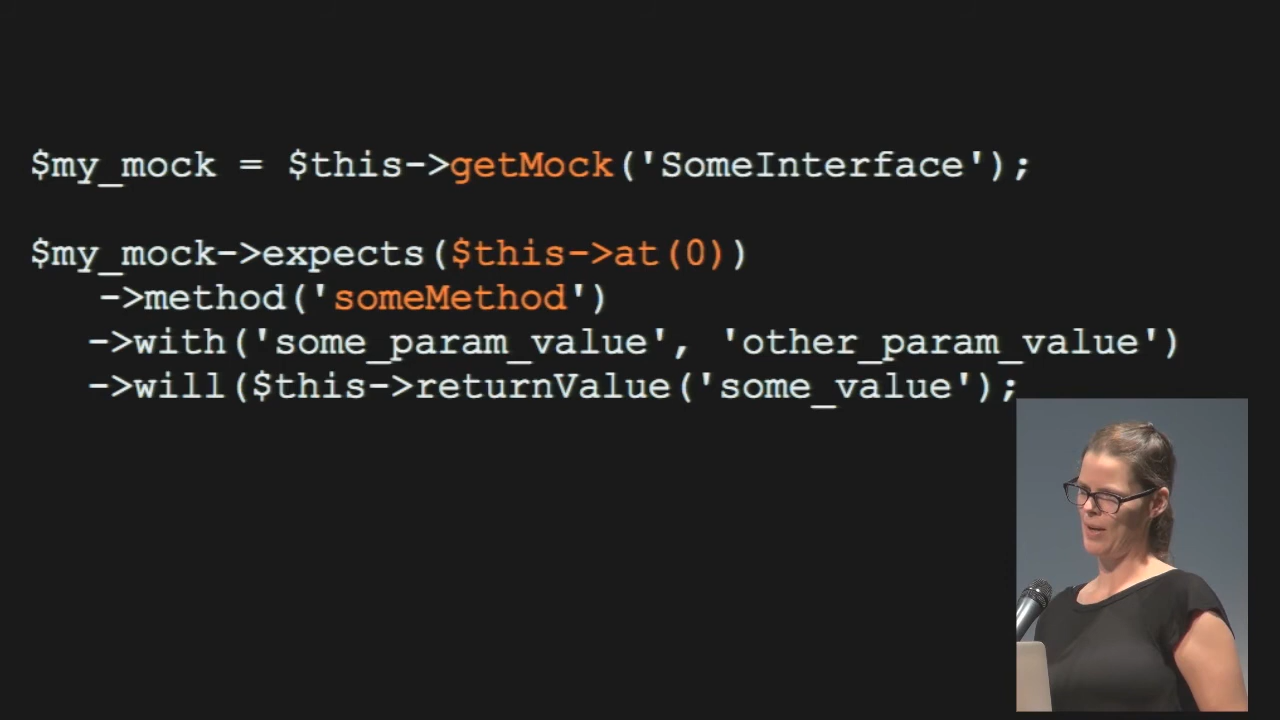 $my_mock = $this->getMock('SomeInterface');
$my_mock->expects($this->at(0))
->method('someMethod')
->with('some_param_value', 'other_param_value')
->will($this->returnValue('some_value');